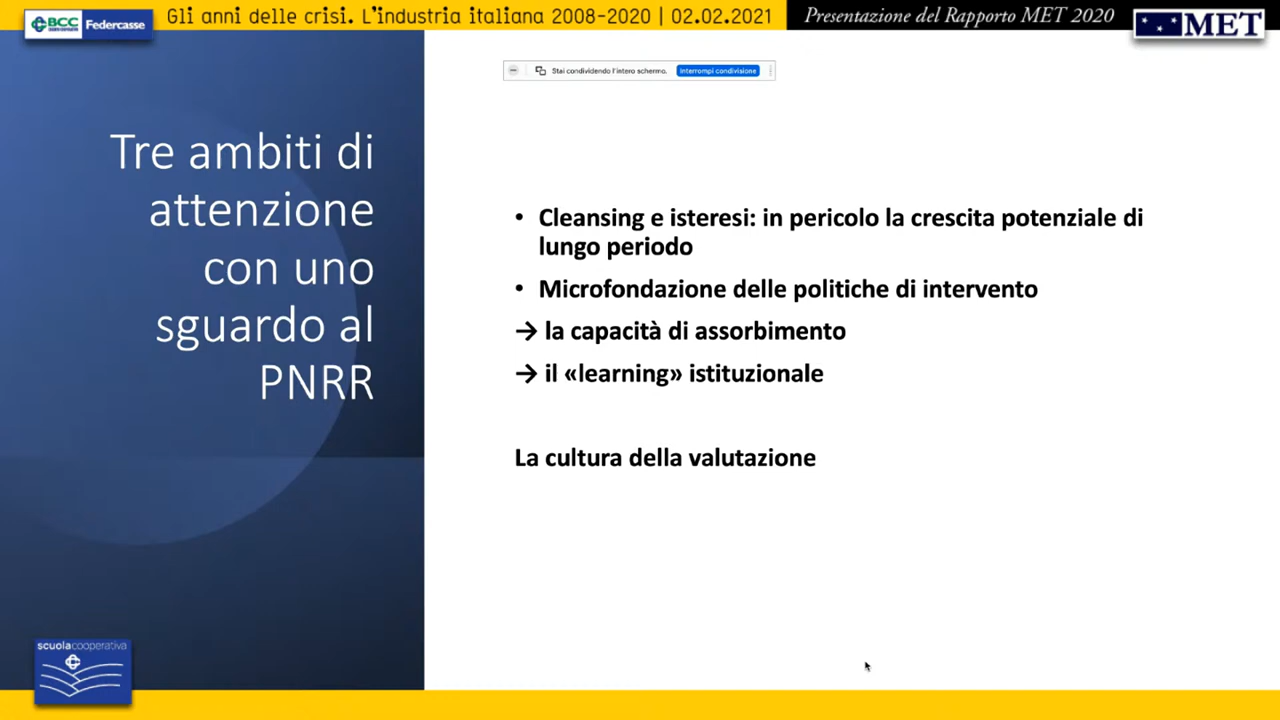 BCC
CREDITO COOPERATIVO
Federcasse
Gli anni delle crisi. L'industria italiana 2008-2020 | 02.02.2021
Presentazione del Rapporto MET 2020
MET
Stai condividendo l'intero schermo.
Interrompi condivisione
Tre ambiti di
attenzione
con uno
sguardo al
PNRR
• Cleansing e isteresi: in pericolo la crescita potenziale di
lungo periodo
• Microfondazione delle politiche di intervento
→ la capacità di assorbimento
→ il «learning» istituzionale
La cultura della valutazione
scuolacooperativa